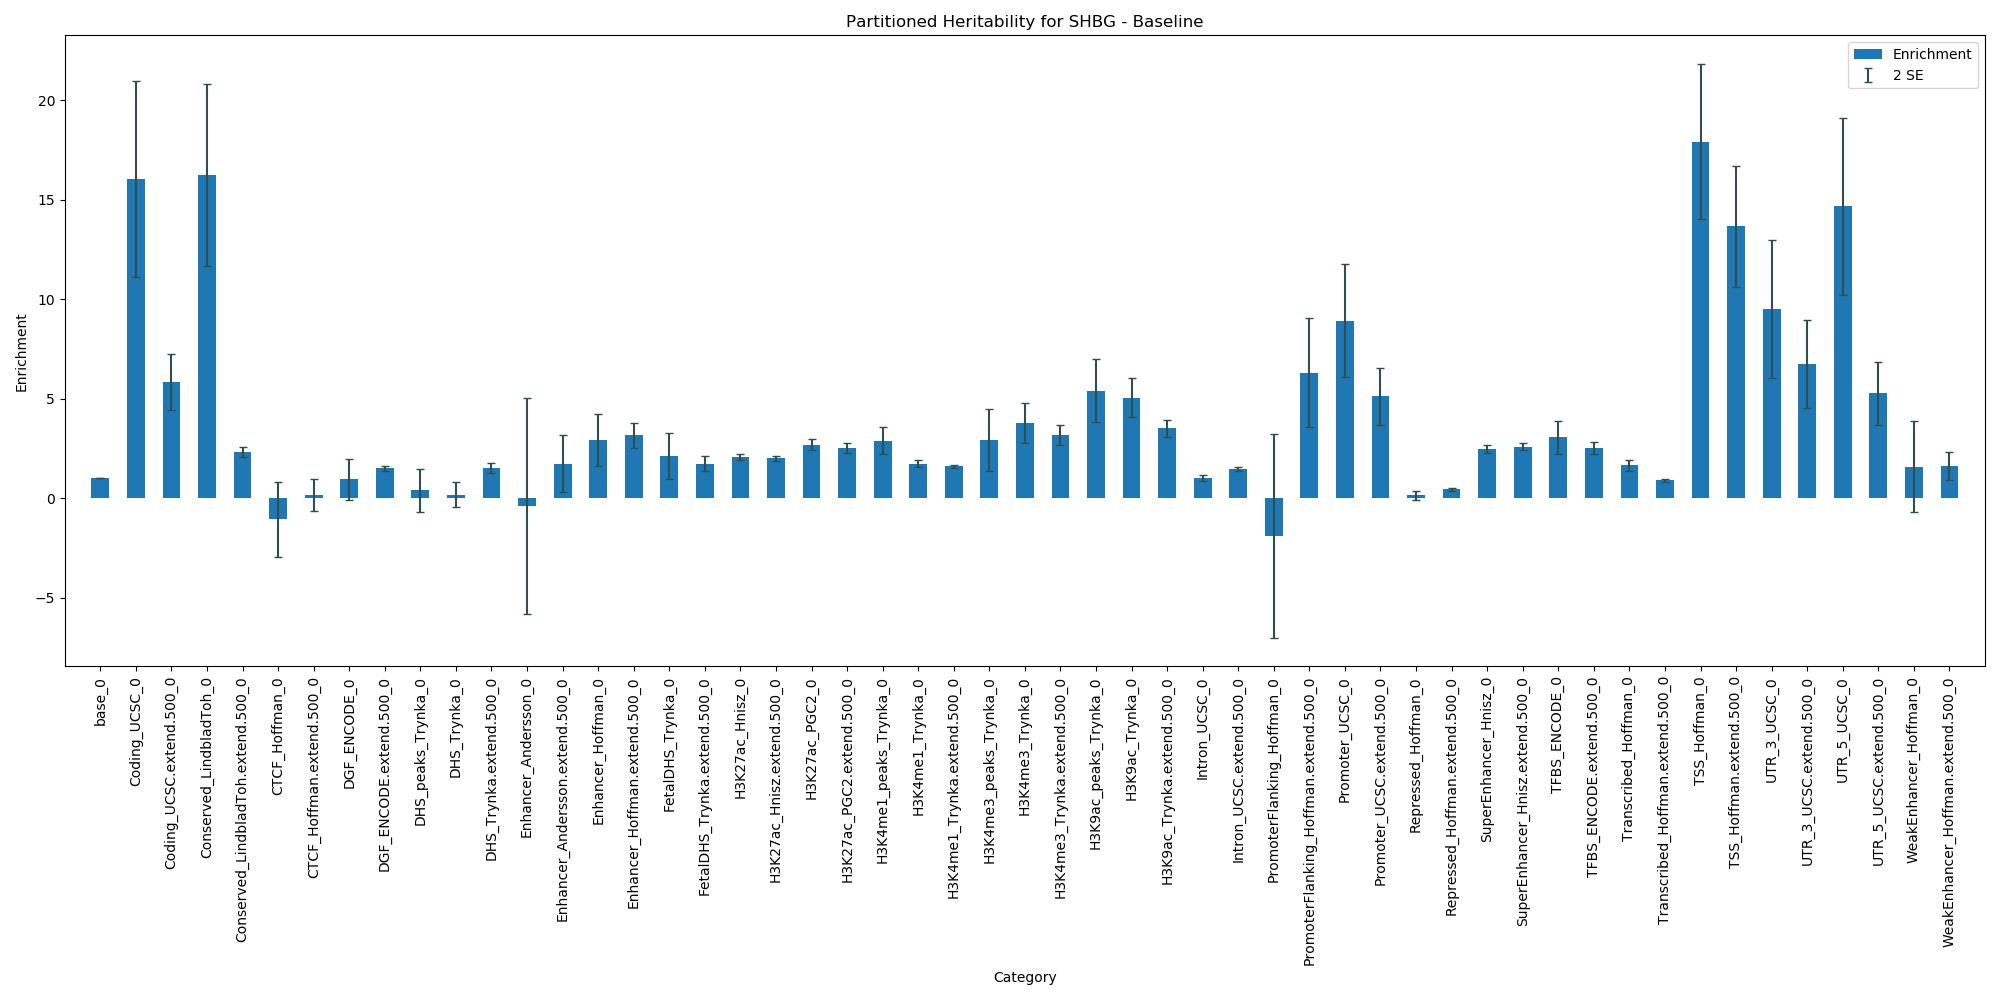 Partitioned Heritability for SHBG - Baseline
Enrichment
2 SE
20
15
10
5
0
−5
Enrichment
base_0
Coding_UCSC_0
Coding_UCSC.extend.500_0
Conserved_LindbladToh_0
Conserved_LindbladToh.extend.500_0
CTCF_Hoffman_0
CTCF_Hoffman.extend.500_0
DGF_ENCODE_0
DGF_ENCODE.extend.500_0
DHS_peaks_Trynka_0
DHS_Trynka_0
DHS_Trynka.extend.500_0
Enhancer_Andersson_0
Enhancer_Andersson.extend.500_0
Enhancer_Hoffman_0
Enhancer_Hoffman.extend.500_0
FetalDHS_Trynka_0
FetalDHS_Trynka.extend.500_0
H3K27ac_Hnisz_0
H3K27ac_Hnisz.extend.500_0
H3K27ac_PGC2_0
H3K27ac_PGC2.extend.500_0
H3K4me1_peaks_Trynka_0
H3K4me1_Trynka_0
H3K4me1_Trynka.extend.500_0
H3K4me3_peaks_Trynka_0
H3K4me3_Trynka_0
H3K4me3_Trynka.extend.500_0
H3K9ac_peaks_Trynka_0
H3K9ac_Trynka_0
H3K9ac_Trynka.extend.500_0
Intron_UCSC_0
Intron_UCSC.extend.500_0
PromoterFlanking_Hoffman_0
PromoterFlanking_Hoffman.extend.500_0
Promoter_UCSC_0
Promoter_UCSC.extend.500_0
Repressed_Hoffman_0
Repressed_Hoffman.extend.500_0
SuperEnhancer_Hnisz_0
SuperEnhancer_Hnisz.extend.500_0
TFBS_ENCODE_0
TFBS_ENCODE.extend.500_0
Transcribed_Hoffman_0
Transcribed_Hoffman.extend.500_0
TSS_Hoffman_0
TSS_Hoffman.extend.500_0
UTR_3_UCSC_0
UTR_3_UCSC.extend.500_0
UTR_5_UCSC_0
UTR_5_UCSC.extend.500_0
WeakEnhancer_Hoffman_0
WeakEnhancer_Hoffman.extend.500_0
Category